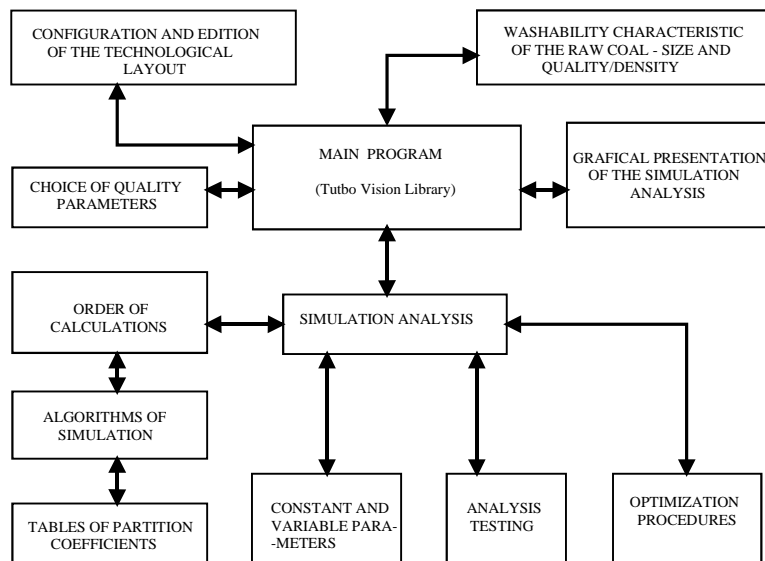 CONFIGURATION AND EDITION
OF THE TECHNOLOGICAL
LAYOUT
WASHABILITY CHARACTERISTIC
OF THE RAW COAL - SIZE AND
QUALITY/DENSITY
MAIN PROGRAM
(Tutbo Vision Library)
CHOICE OF QUALITY
PARAMETERS
GRAFICAL PRESENTATION
OF THE SIMULATION
ANALYSIS
ORDER OF
CALCULATIONS
SIMULATION ANALYSIS
ALGORITHMS OF
SIMULATION
TABLES OF PARTITION
COEFFICIENTS
CONSTANT AND
VARIABLE PARA-
-METERS
ANALYSIS
TESTING
OPTIMIZATION
PROCEDURES